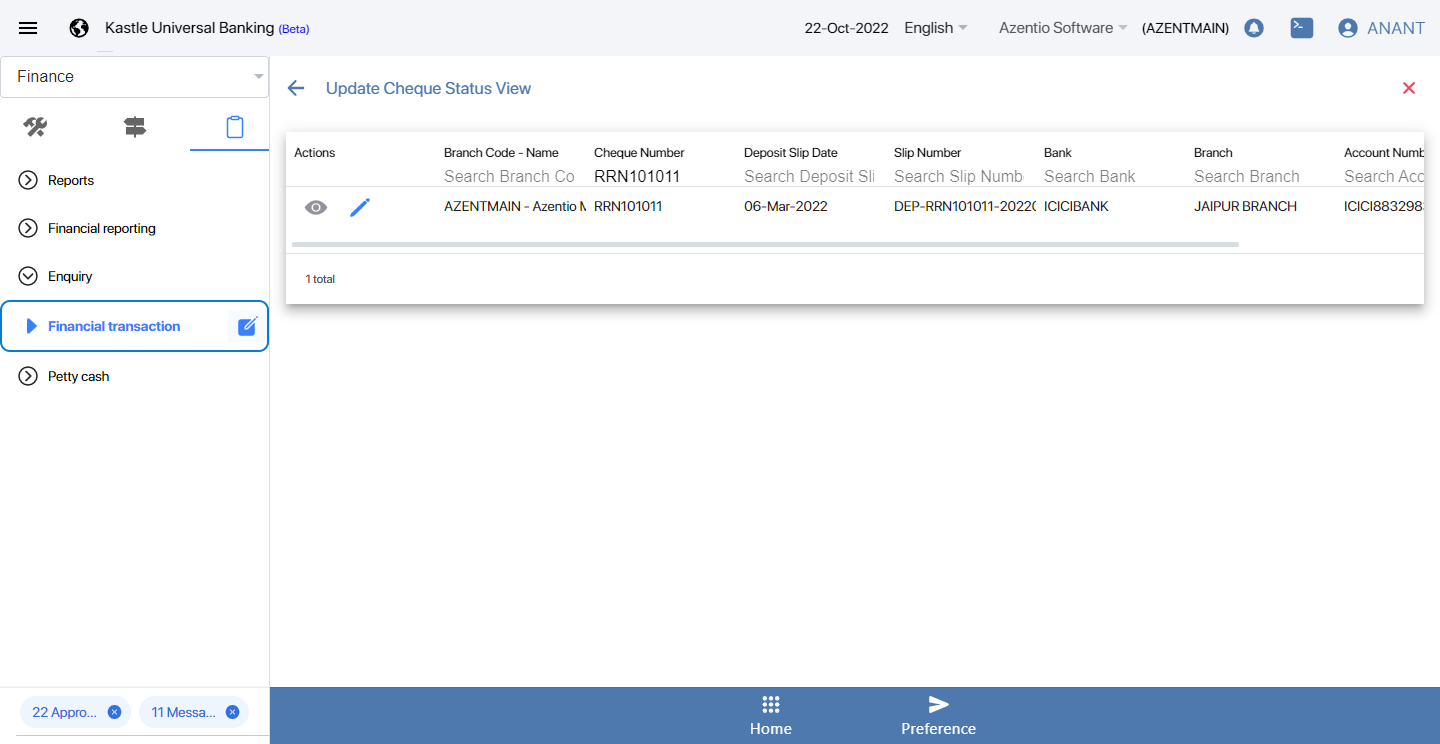 Kastle Universal Banking (Beta)
22-Oct-2022
English
Azentio Software
(AZENTMAIN)
ANANT
Finance
Reports
Financial reporting
Enquiry
Financial transaction
Petty cash
22 Appro...
11 Messa...
Update Cheque Status View
Actions
Branch Code - Name
Cheque Number
Deposit Slip Date
Slip Number
Bank
Branch
Account Numb
Search Branch Co
RRN101011
Search Deposit Sli
Search Slip Numb
Search Bank
Search Branch
Search Acc
AZENTMAIN - Azentio M
RRN101011
06-Mar-2022
DEP-RRN101011-2022
ICICIBANK
JAIPUR BRANCH
ICICI883298
1 total
Home
Preference